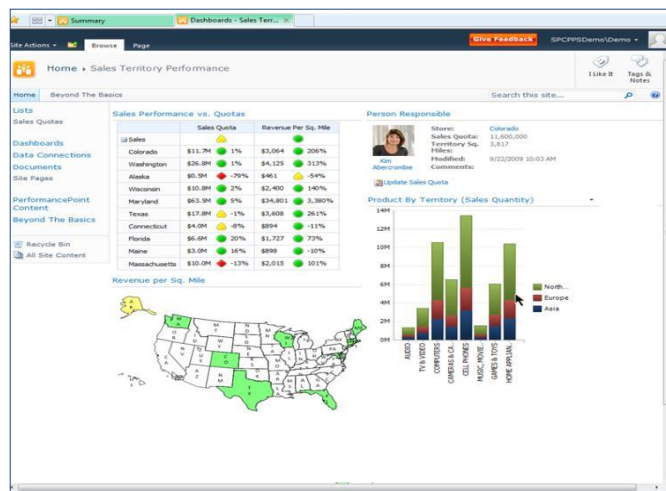 Summary
Dashboards - Sales Terr...
Site Actions
Browse
Page
Give Feedback
SPCPPSDemo\Demo
Home › Sales Territory Performance
I Like It
Tags & Notes
Home
Beyond The Basics
Search this site...
Lists
Sales Quotas
Dashboards
Data Connections
Documents
Site Pages
PerformancePoint Content
Beyond The Basics
Recycle Bin
All Site Content
Sales Performance vs. Quotas
Sales Quota Revenue Per Sq. Mile
Sales
Colorado $11.7M 1% $3,064 206%
Washington $26.8M 1% $4,125 313%
Alaska $0.5M -79% $461 -54%
Wisconsin $10.8M 2% $2,400 140%
Maryland $63.5M 5% $34,801 3,380%
Texas $17.8M -1% $3,608 261%
Connecticut $4.0M -8% $894 -11%
Florida $6.6M 20% $1,727 73%
Maine $3.0M 16% $898 -10%
Massachusetts $10.0M -13% $2,015 101%
Revenue per Sq. Mile
Person Responsible
Kim Abercrombie
Store: Colorado
Sales Quota: 11,600,000
Territory Sq. Miles: 3,817
Modified: 9/22/2009 10:03 AM
Comments:
Update Sales Quota
Product By Territory (Sales Quantity)
14M
12M
10M
8M
6M
4M
2M
0M
AUDIO
TV & VIDEO
COMPUTERS
CAMERAS & CA...
CELL PHONES
MUSIC, MOVIE...
GAMES & TOYS
HOME APPLIAN...
North...
Europe
Asia